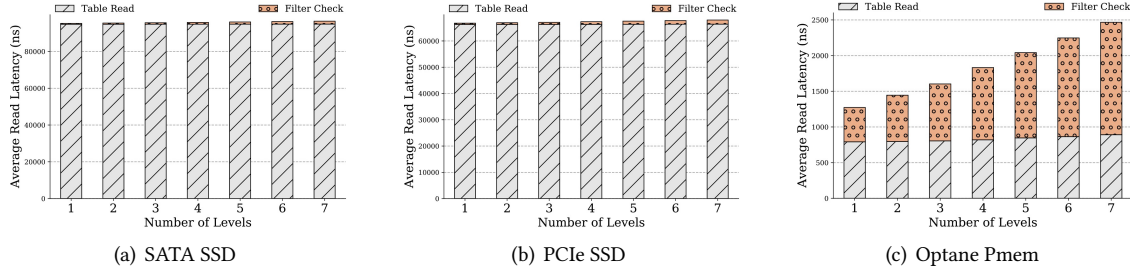 Table Read Filter Check
Average Read Latency (ns)
80000
60000
40000
20000
0
1 2 3 4 5 6 7
Number of Levels
(a) SATA SSD
Table Read Filter Check
Average Read Latency (ns)
60000
50000
40000
30000
20000
10000
0
1 2 3 4 5 6 7
Number of Levels
(b) PCIe SSD
Table Read Filter Check
Average Read Latency (ns)
2500
2000
1500
1000
500
0
1 2 3 4 5 6 7
Number of Levels
(c) Optane Pmem